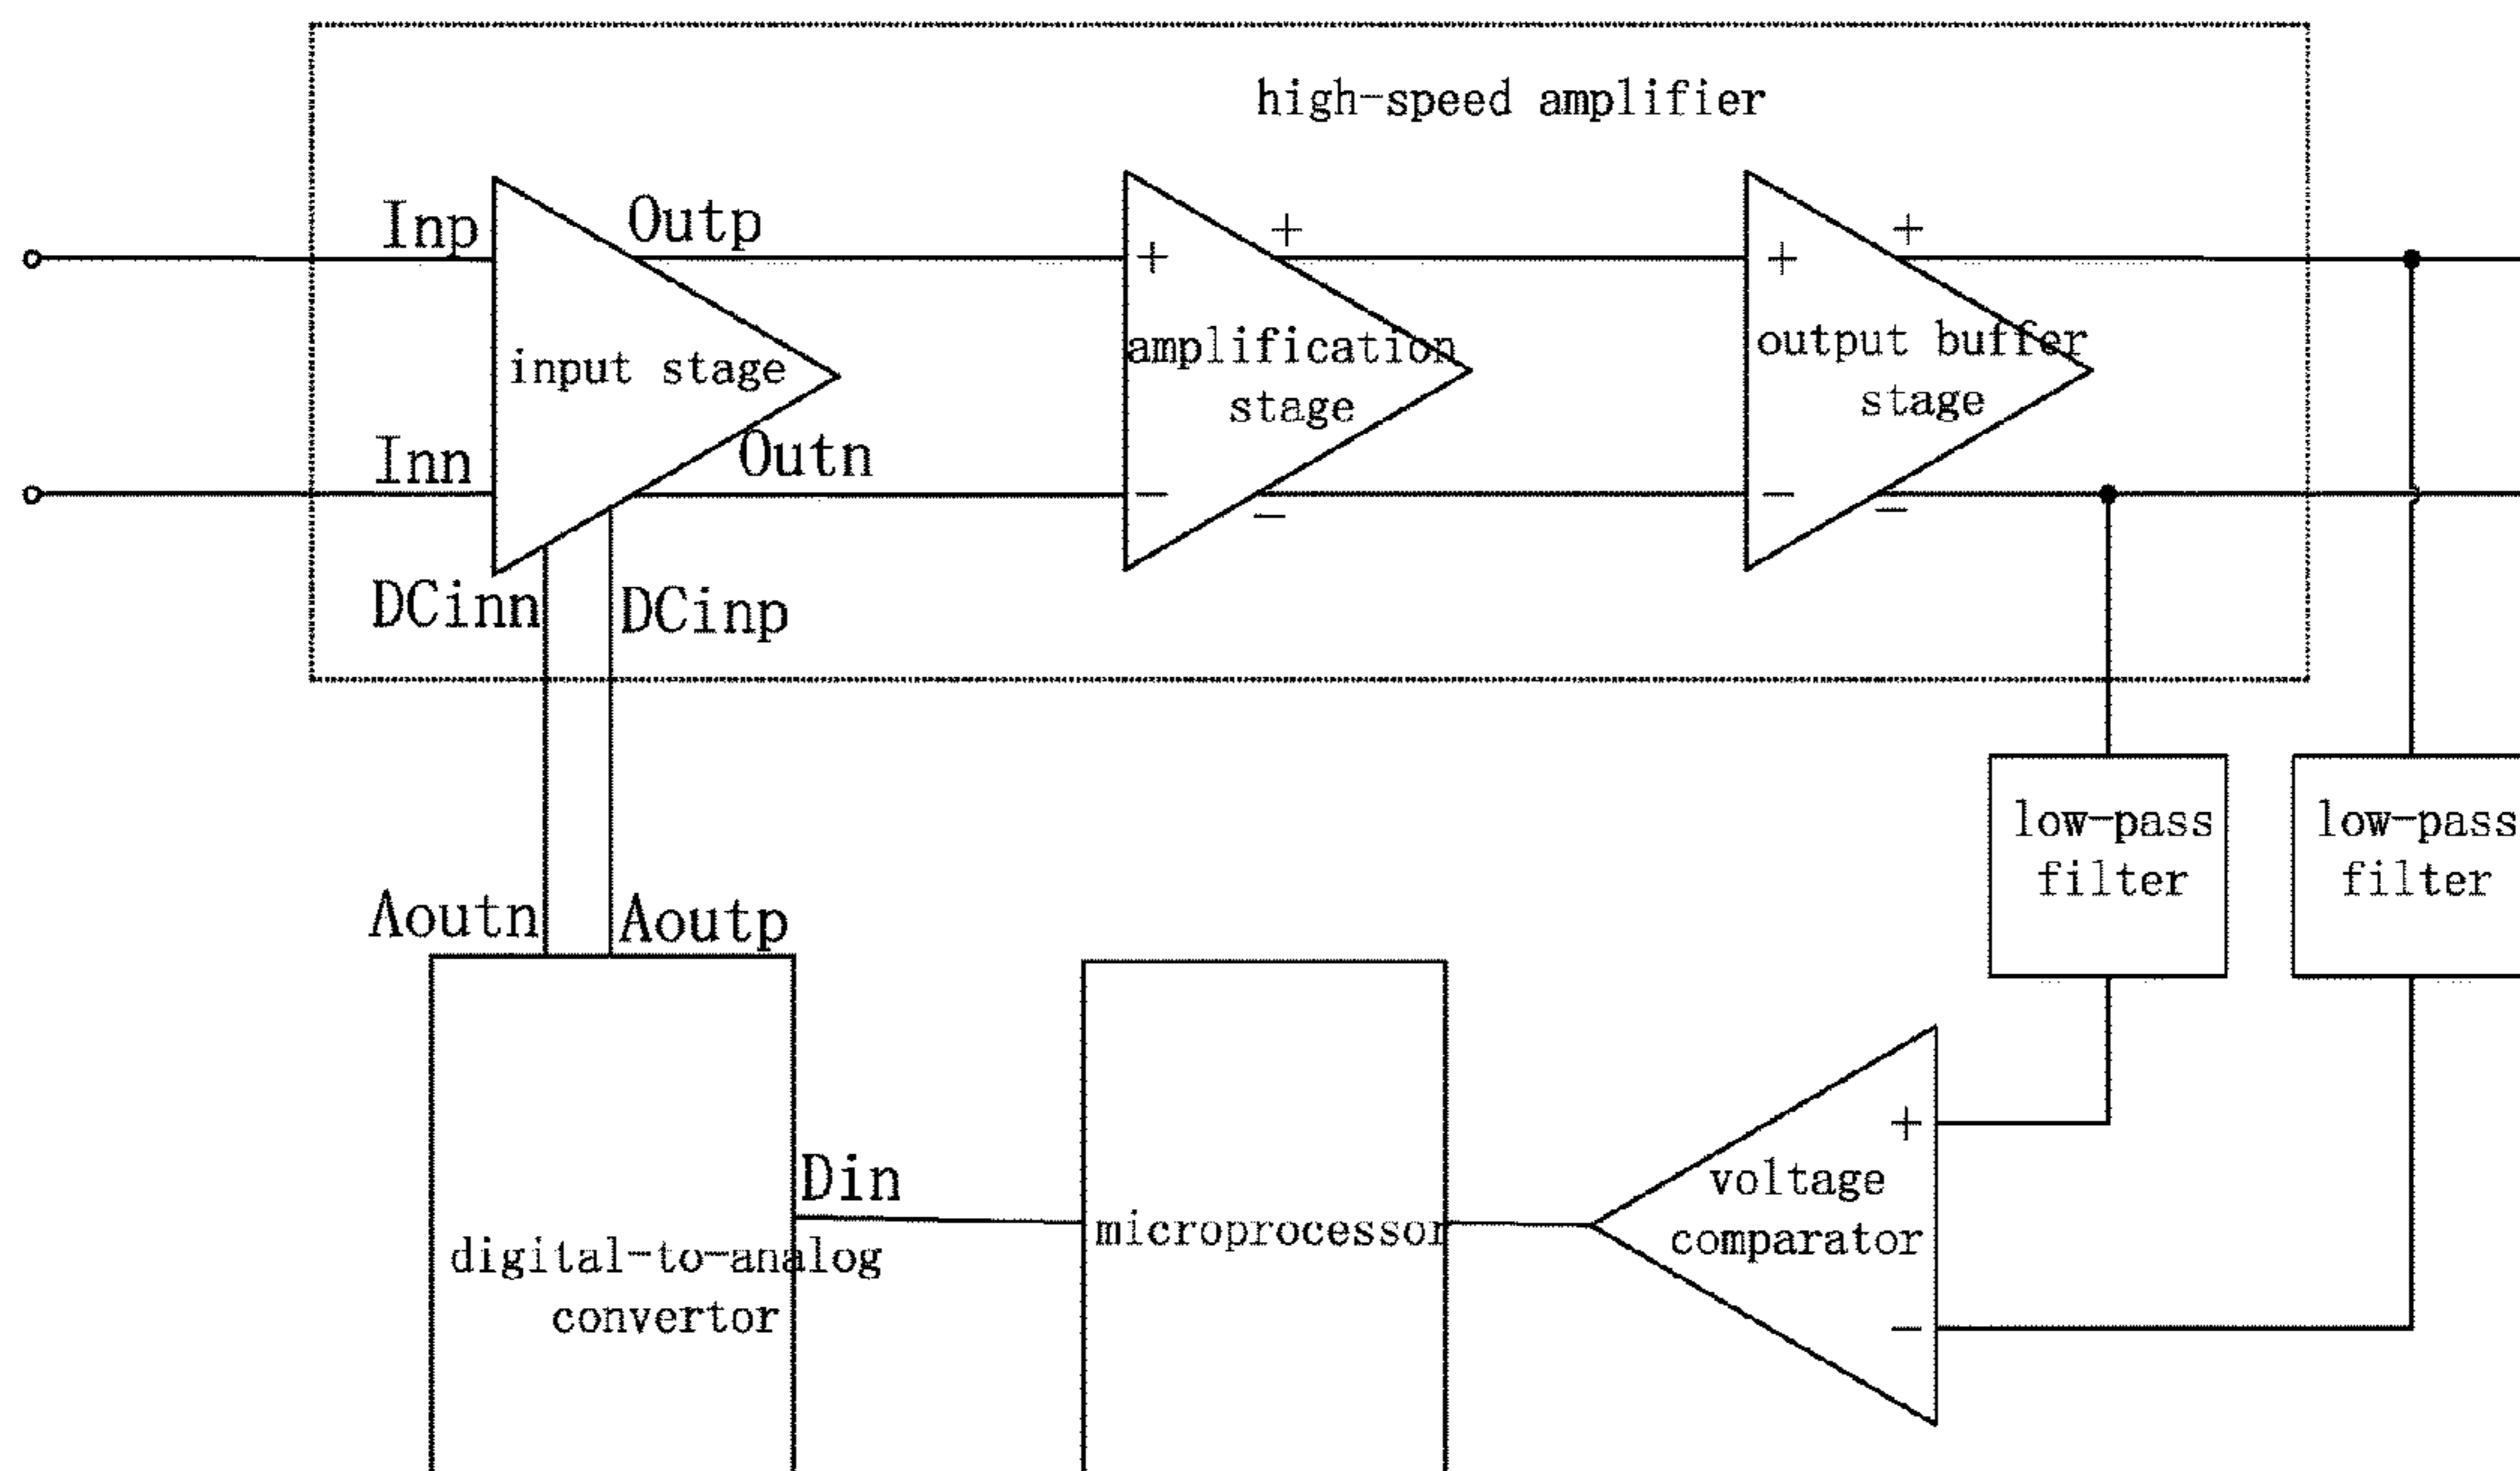 high-speed amplifier
Inp
Outp
+
+
+
+
input stage
amplification
stage
output buffer
stage
Inn
Outn
−
−
−
−
DCinn
DCinp
low-pass
filter
low-pass
filter
Aoutn
Aoutp
+
Din
voltage
comparator
microprocessor
digital-to-analog
convertor
−